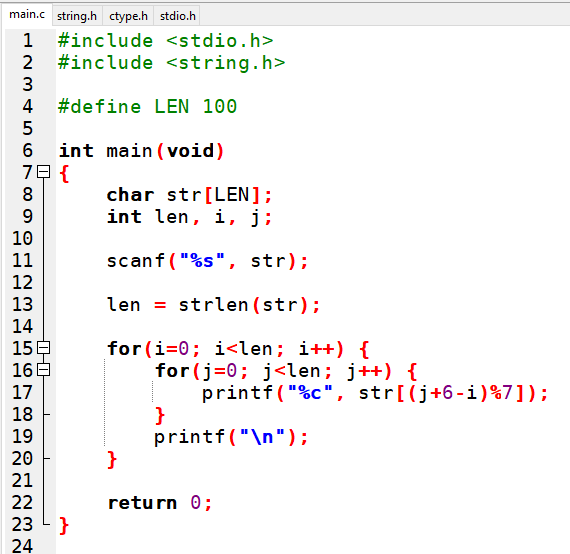 main.c string.h ctype.h stdio.h
1 #include <stdio.h>
2 #include <string.h>
3
4 #define LEN 100
5
6 int main(void)
7 {
8     char str[LEN];
9     int len, i, j;
10
11     scanf("%s", str);
12
13     len = strlen(str);
14
15     for(i=0; i<len; i++) {
16         for(j=0; j<len; j++) {
17             printf("%c", str[(j+6-i)%7]);
18         }
19         printf("\n");
20     }
21
22     return 0;
23 }
24